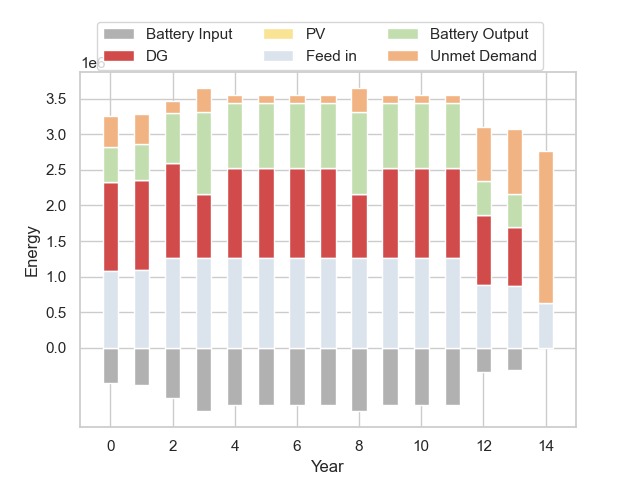 Battery Input PV Battery Output
DG Feed in Unmet Demand
1e6
3.5
3.0
2.5
2.0
1.5
1.0
0.5
0.0
Energy
0 2 4 6 8 10 12 14
Year